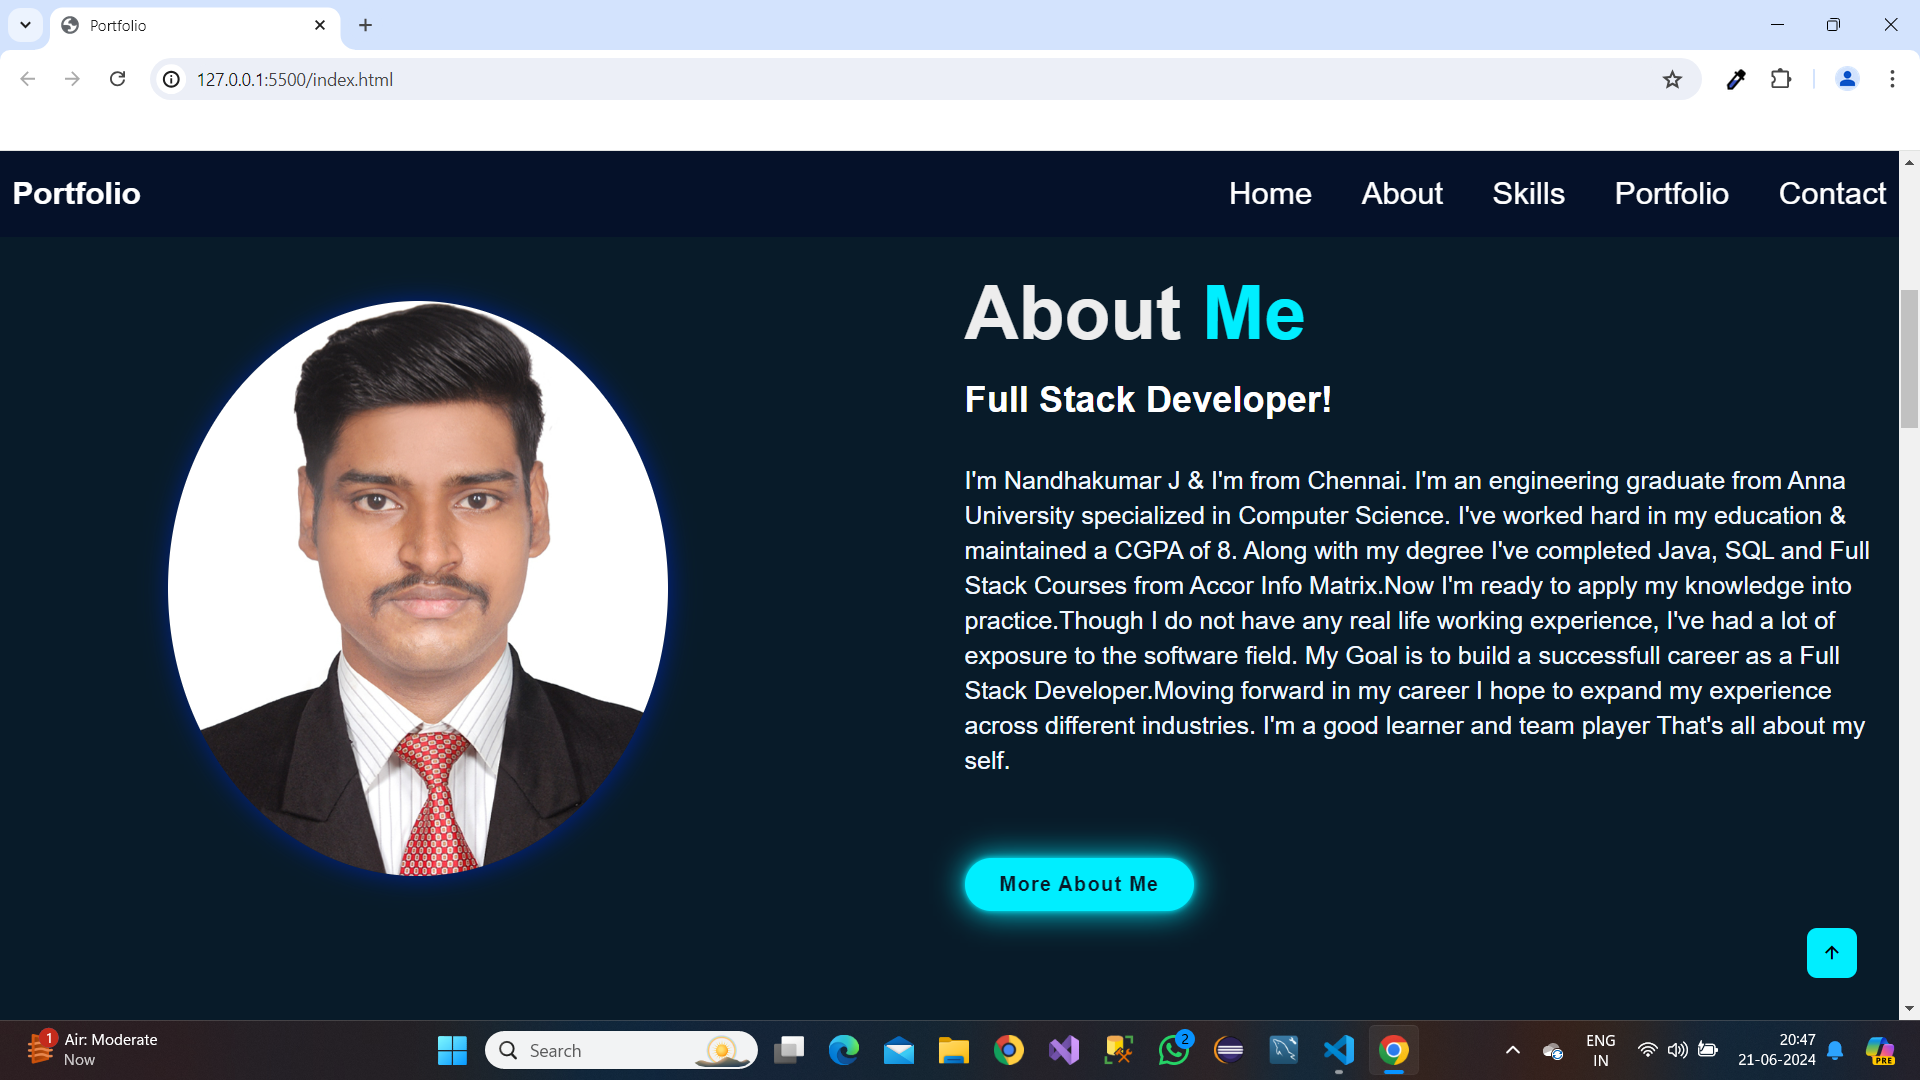 Portfolio
127.0.0.1:5500/index.html
Portfolio
Home About Skills Portfolio Contact
About Me
Full Stack Developer!
I'm Nandhakumar J & I'm from Chennai. I'm an engineering graduate from Anna
University specialized in Computer Science. I've worked hard in my education &
maintained a CGPA of 8. Along with my degree I've completed Java, SQL and Full
Stack Courses from Accor Info Matrix.Now I'm ready to apply my knowledge into
practice.Though I do not have any real life working experience, I've had a lot of
exposure to the software field. My Goal is to build a successfull career as a Full
Stack Developer.Moving forward in my career I hope to expand my experience
across different industries. I'm a good learner and team player That's all about my
self.
More About Me
1
Air: Moderate
Now
Search
2
ENG
IN
20:47
21-06-2024
PRE